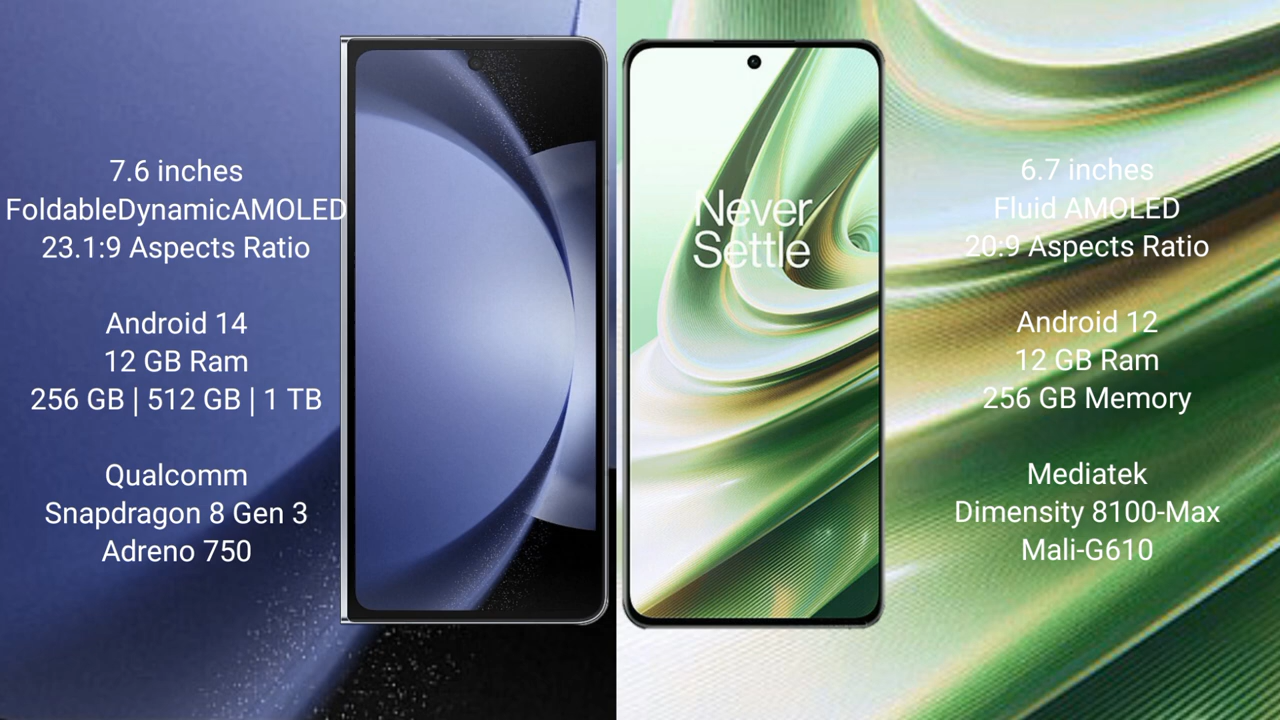 7.6 inches
FoldableDynamicAMOLED
23.1:9 Aspects Ratio
Android 14
12 GB Ram
256 GB | 512 GB | 1 TB
Qualcomm
Snapdragon 8 Gen 3
Adreno 750
Never
Settle
6.7 inches
Fluid AMOLED
20:9 Aspects Ratio
Android 12
12 GB Ram
256 GB Memory
Mediatek
Dimensity 8100-Max
Mali-G610